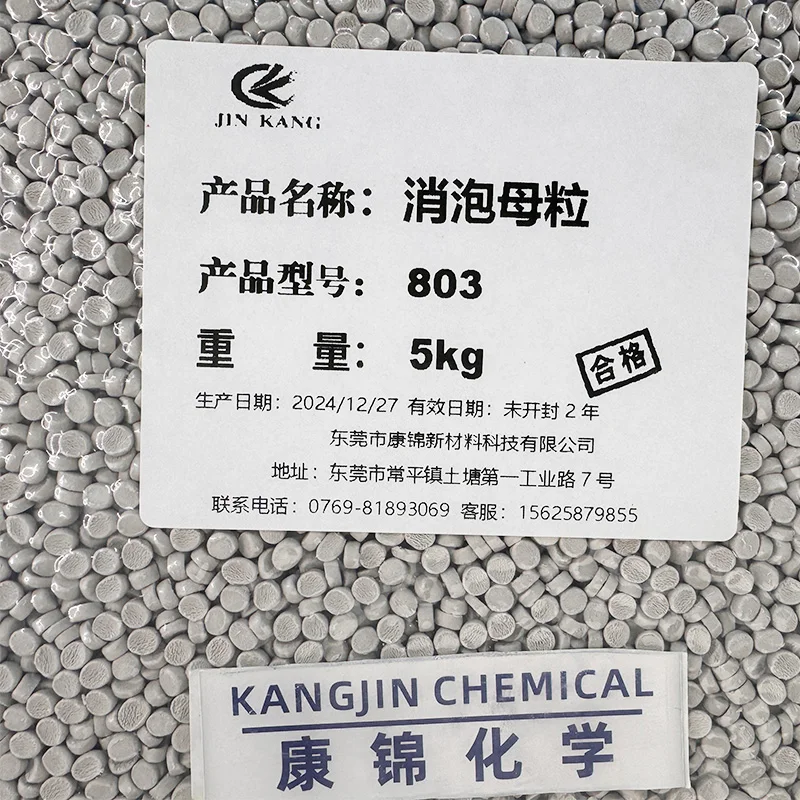 JIN KANG
产品名称：消泡母粒
产品型号：803
重 量：5kg
合格
生产日期：2024/12/27 有效日期：未开封2年
东莞市康锦新材料科技有限公司
地址：东莞市常平镇土塘第一工业路7号
联系电话：0769-81893069 客服：15625879855
KANGJIN CHEMICAL
康锦化学